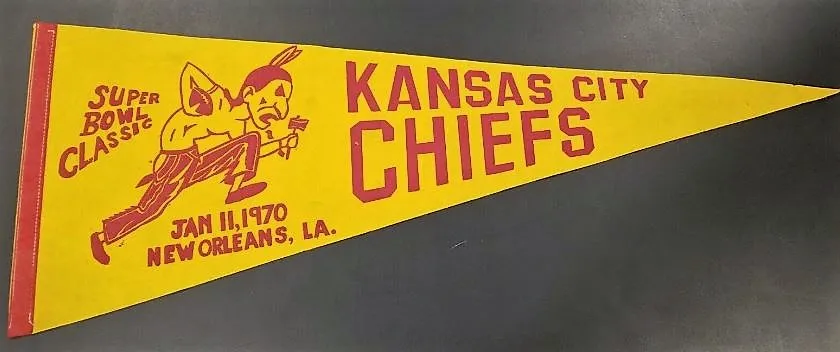 SUPER
BOWL
CLASSIC
JAN 11, 1970
NEW ORLEANS, LA.
KANSAS CITY
CHIEFS